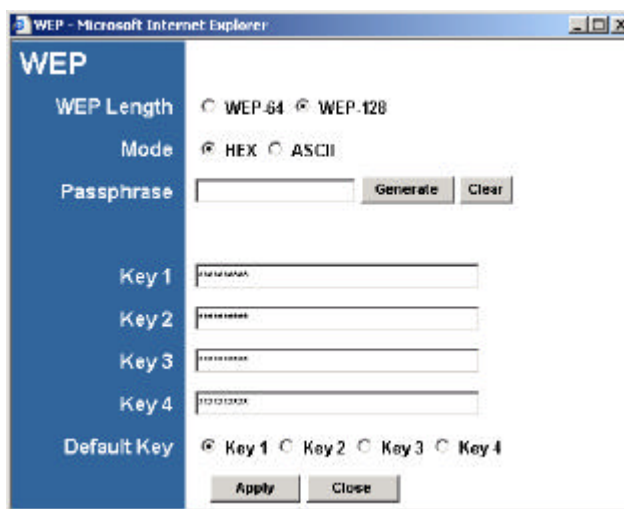 WEP - Microsoft Internet Explorer
WEP
WEP Length WEP-64 WEP-128
Mode HEX ASCII
Passphrase Generate Clear
Key 1 **********
Key 2 **********
Key 3 **********
Key 4 **********
Default Key Key 1 Key 2 Key 3 Key 4
Apply Close